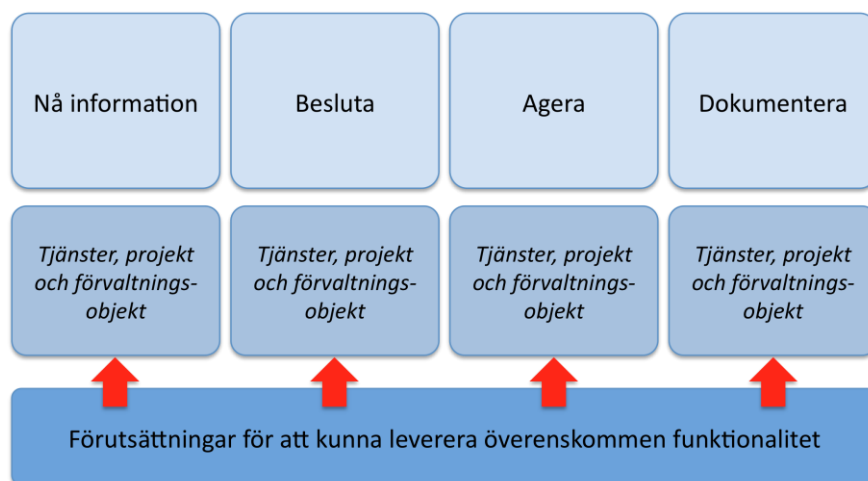 Nå information
Besluta
Agera
Dokumentera
Tjänster, projekt
och förvaltnings-
objekt
Tjänster, projekt
och förvaltnings-
objekt
Tjänster, projekt
och förvaltnings-
objekt
Tjänster, projekt
och förvaltnings-
objekt
Förutsättningar för att kunna leverera överenskommen funktionalitet